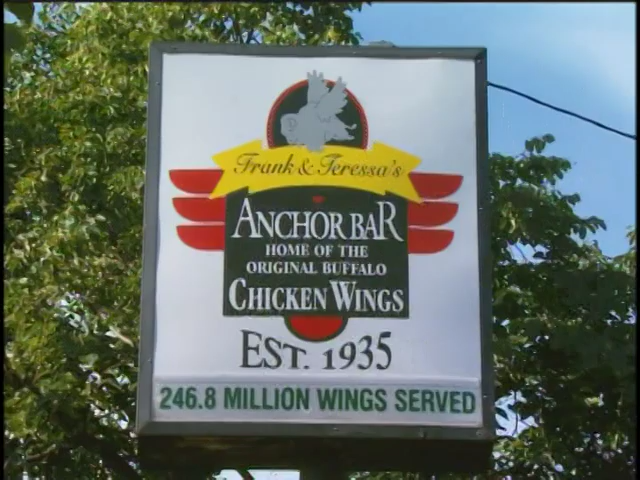 Frank & Teressa's
ANCHOR BAR
HOME OF THE
ORIGINAL BUFFALO
CHICKEN WINGS
EST. 1935
246.8 MILLION WINGS SERVED